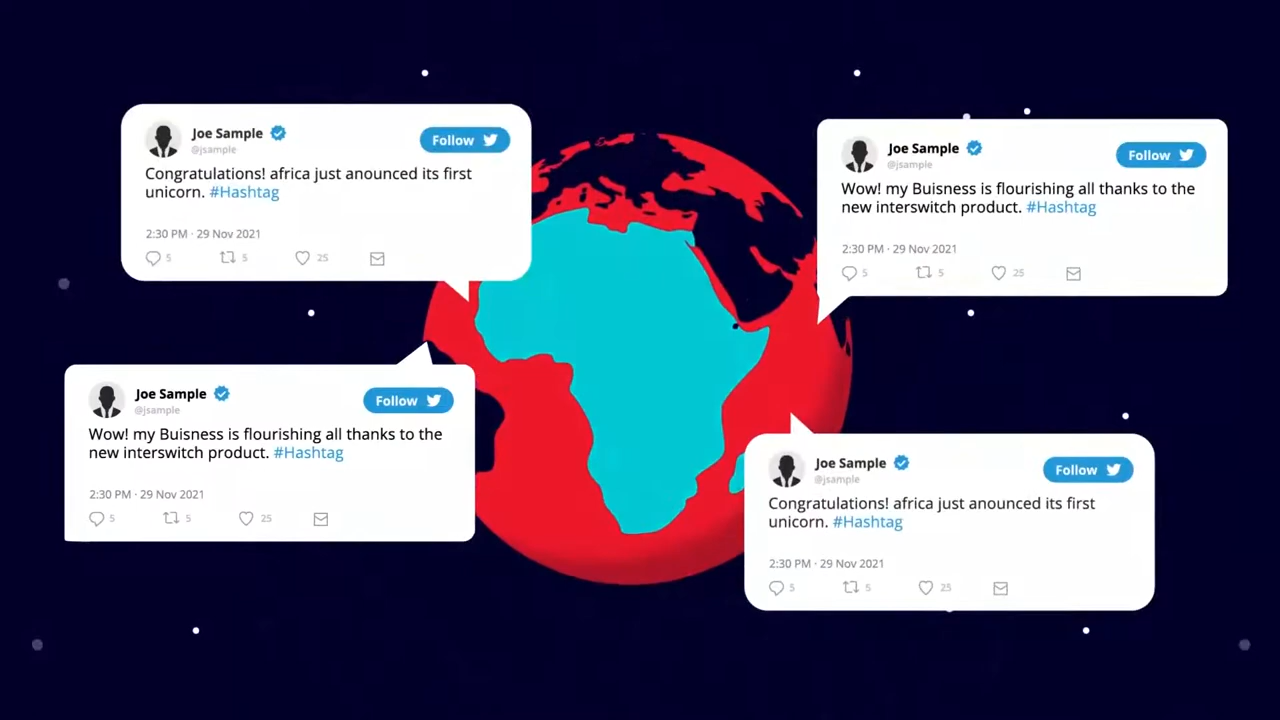 Joe Sample
@jsample
Follow
Congratulations! africa just anounced its first
unicorn. #Hashtag
2:30 PM · 29 Nov 2021
5 5 25
Joe Sample
@jsample
Follow
Wow! my Buisness is flourishing all thanks to the
new interswitch product. #Hashtag
2:30 PM · 29 Nov 2021
5 5 25
Joe Sample
@jsample
Follow
Wow! my Buisness is flourishing all thanks to the
new interswitch product. #Hashtag
2:30 PM · 29 Nov 2021
5 5 25
Joe Sample
@jsample
Follow
Congratulations! africa just anounced its first
unicorn. #Hashtag
2:30 PM · 29 Nov 2021
5 5 25